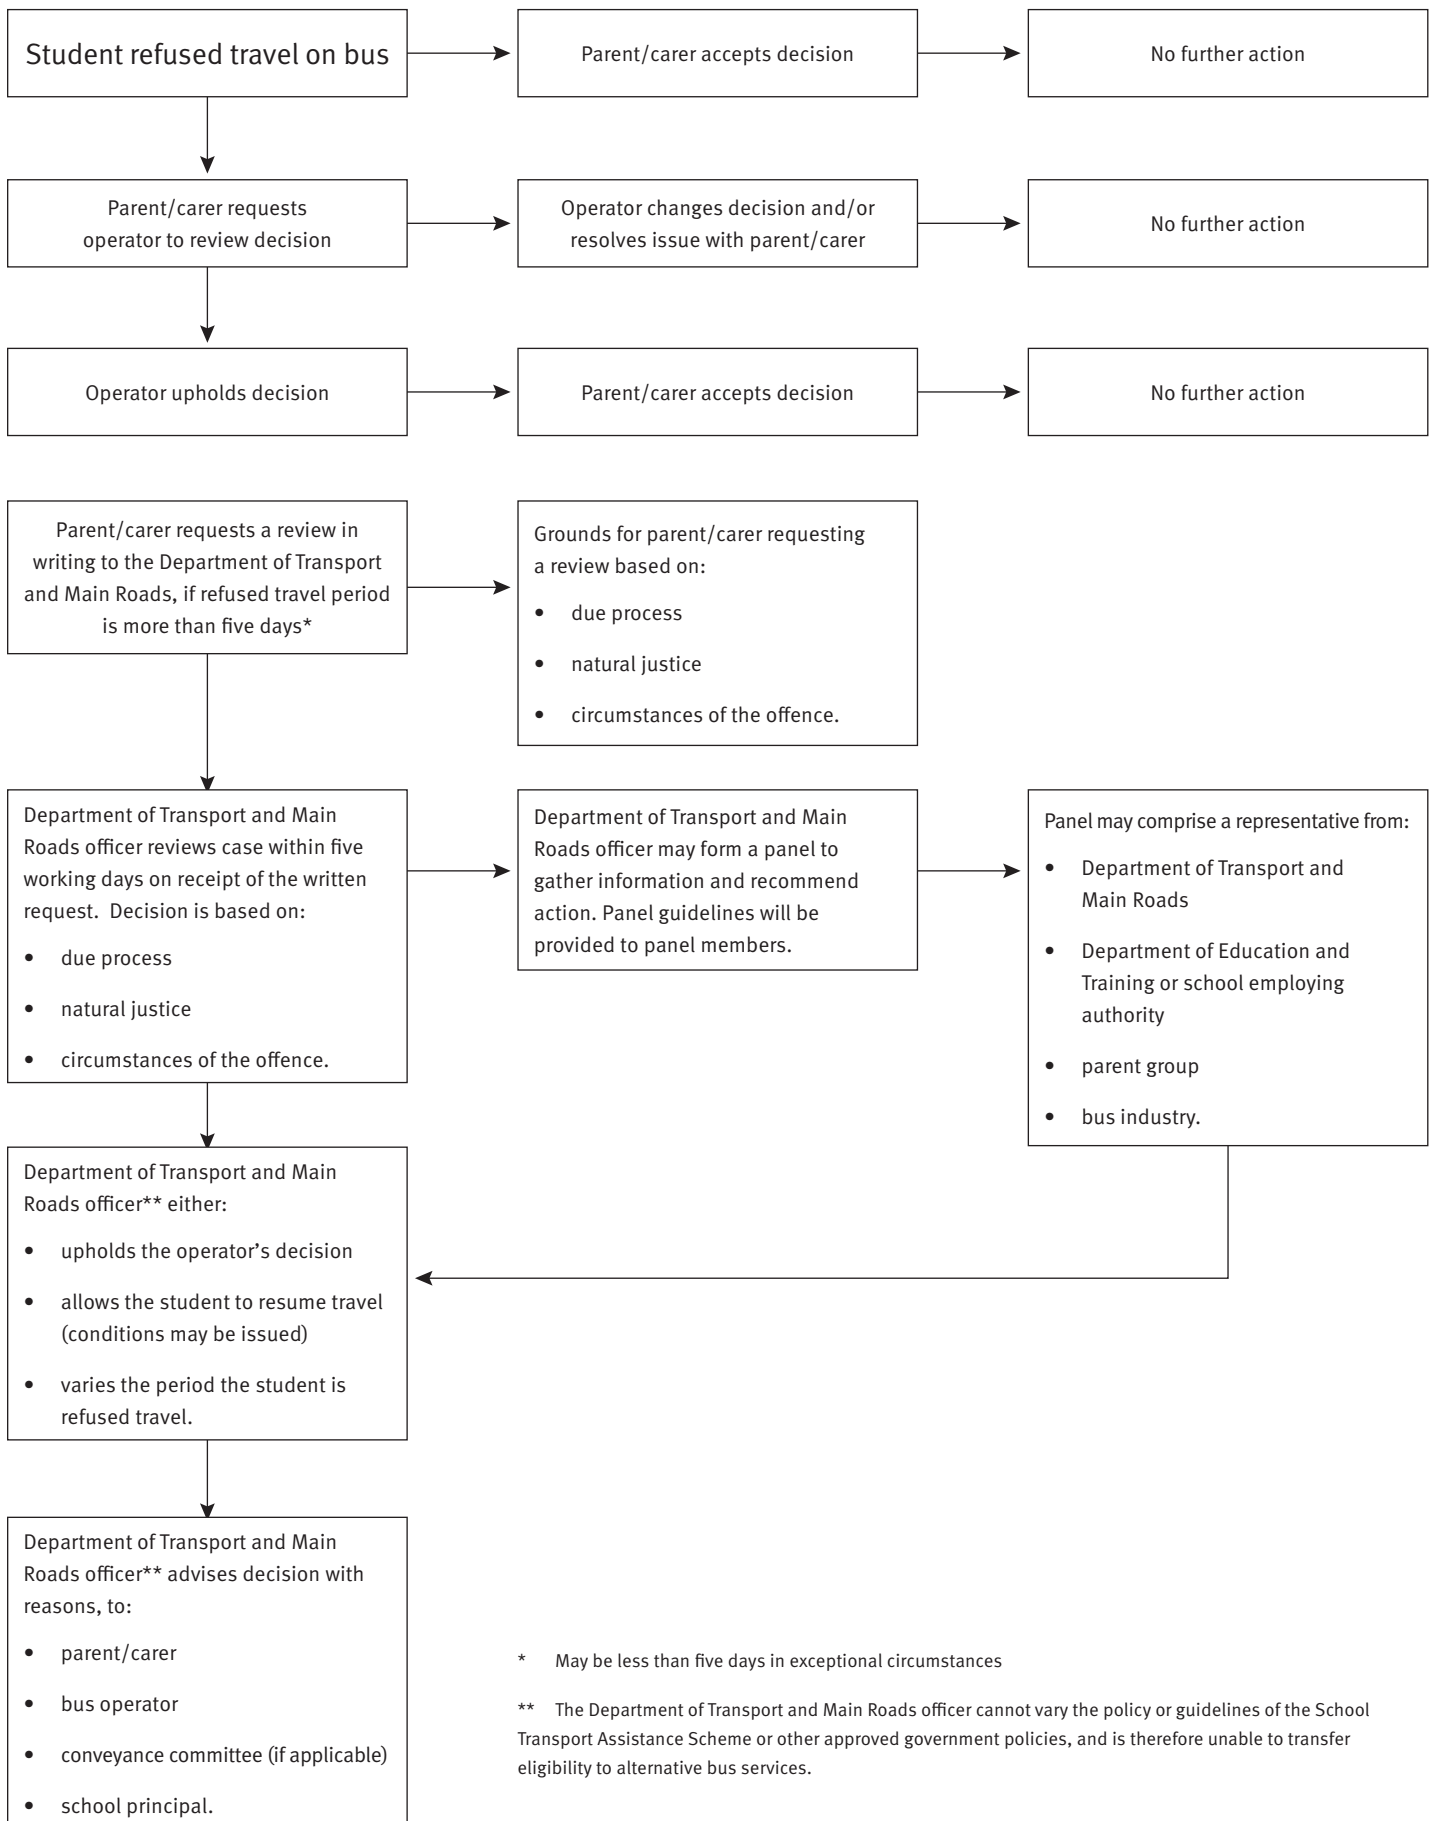 Student refused travel on bus
Parent/carer accepts decision
No further action
Parent/carer requests
operator to review decision
Operator changes decision and/or
resolves issue with parent/carer
No further action
Operator upholds decision
Parent/carer accepts decision
No further action
Parent/carer requests a review in
writing to the Department of Transport
and Main Roads, if refused travel period
is more than five days*
Grounds for parent/carer requesting
a review based on:
• due process
• natural justice
• circumstances of the offence.
Department of Transport and Main
Roads officer reviews case within five
working days on receipt of the written
request. Decision is based on:
• due process
• natural justice
• circumstances of the offence.
Department of Transport and Main
Roads officer may form a panel to
gather information and recommend
action. Panel guidelines will be
provided to panel members.
Panel may comprise a representative from:
• Department of Transport and
Main Roads
• Department of Education and
Training or school employing
authority
• parent group
• bus industry.
Department of Transport and Main
Roads officer** either:
• upholds the operator's decision
• allows the student to resume travel
(conditions may be issued)
• varies the period the student is
refused travel.
Department of Transport and Main
Roads officer** advises decision with
reasons, to:
• parent/carer
• bus operator
• conveyance committee (if applicable)
• school principal.
* May be less than five days in exceptional circumstances
** The Department of Transport and Main Roads officer cannot vary the policy or guidelines of the School
Transport Assistance Scheme or other approved government policies, and is therefore unable to transfer
eligibility to alternative bus services.